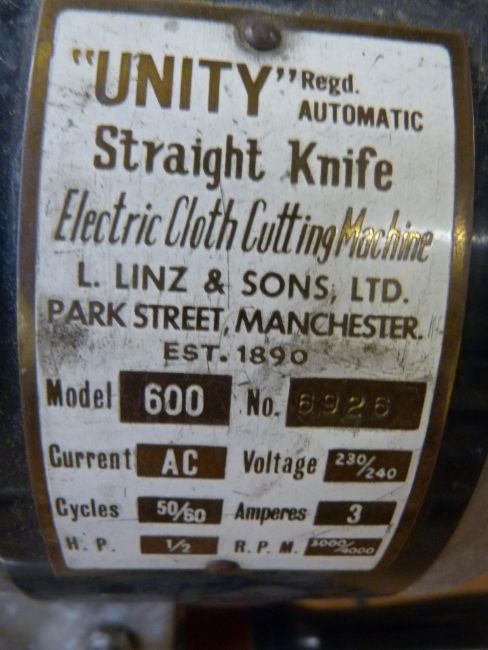 "UNITY" Regd.
AUTOMATIC
Straight Knife
Electric Cloth Cutting Machine
L. LINZ & SONS, LTD.
PARK STREET, MANCHESTER.
EST. 1890
Model 600 No. 6926
Current AC Voltage 230/240
Cycles 50/60 Amperes 3
H. P. 1/2 R. P. M. 3000/4000